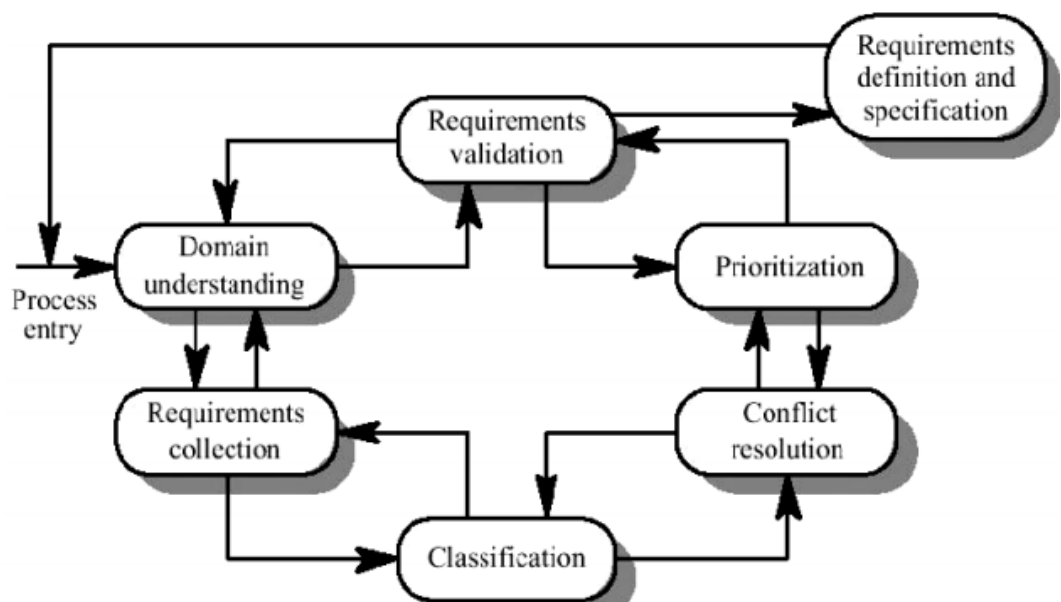 Requirements
definition and
specification
Requirements
validation
Domain
understanding
Prioritization
Process
entry
Requirements
collection
Conflict
resolution
Classification